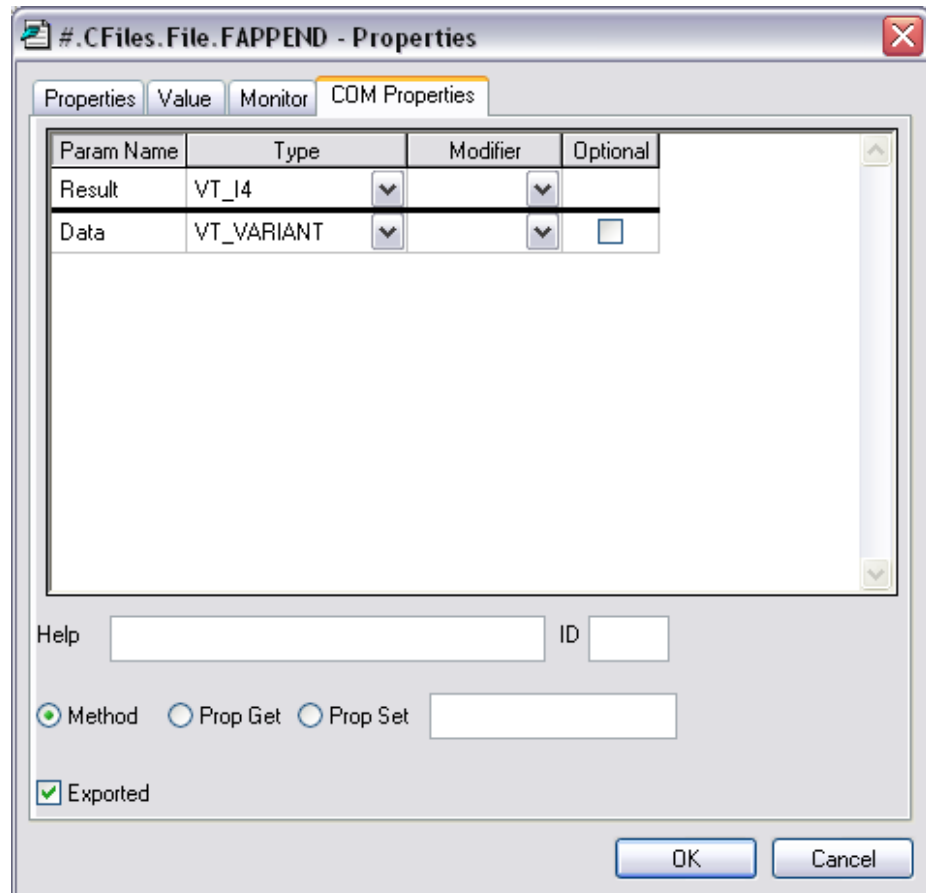 #.CFiles.File.FAPPEND - Properties
Properties Value Monitor COM Properties
Param Name Type Modifier Optional
Result VT_I4
Data VT_VARIANT
Help ID
Method Prop Get Prop Set
Exported
OK Cancel